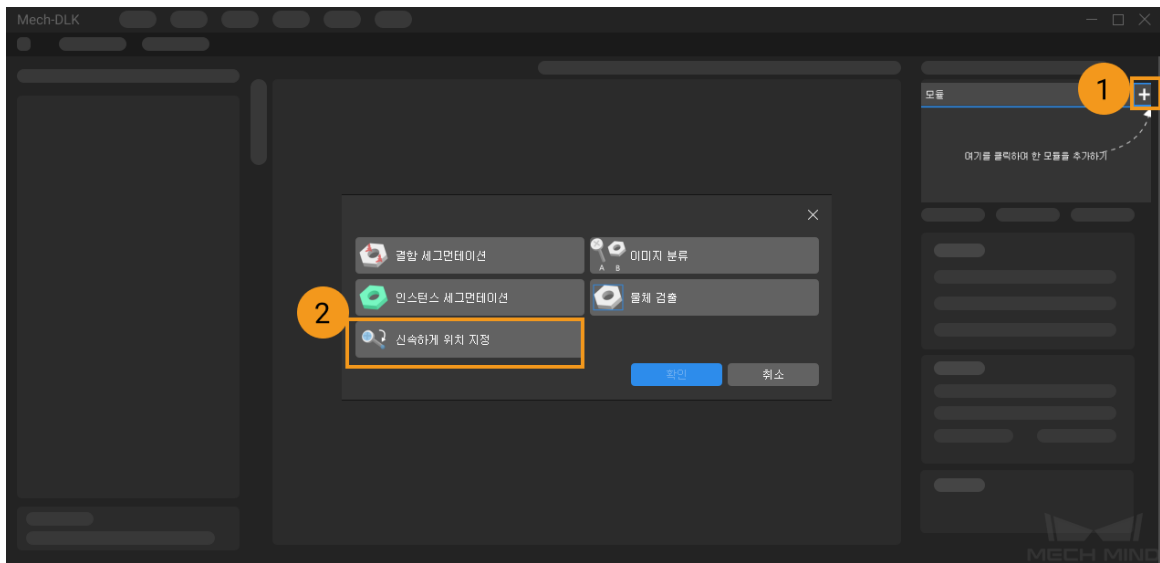 Mech-DLK
모듈
1
여기를 클릭하여 한 모듈을 추가하기
결함 세그먼테이션
이미지 분류
A B
인스턴스 세그먼테이션
물체 검출
2
신속하게 위치 지정
확인
취소
MECH MIND